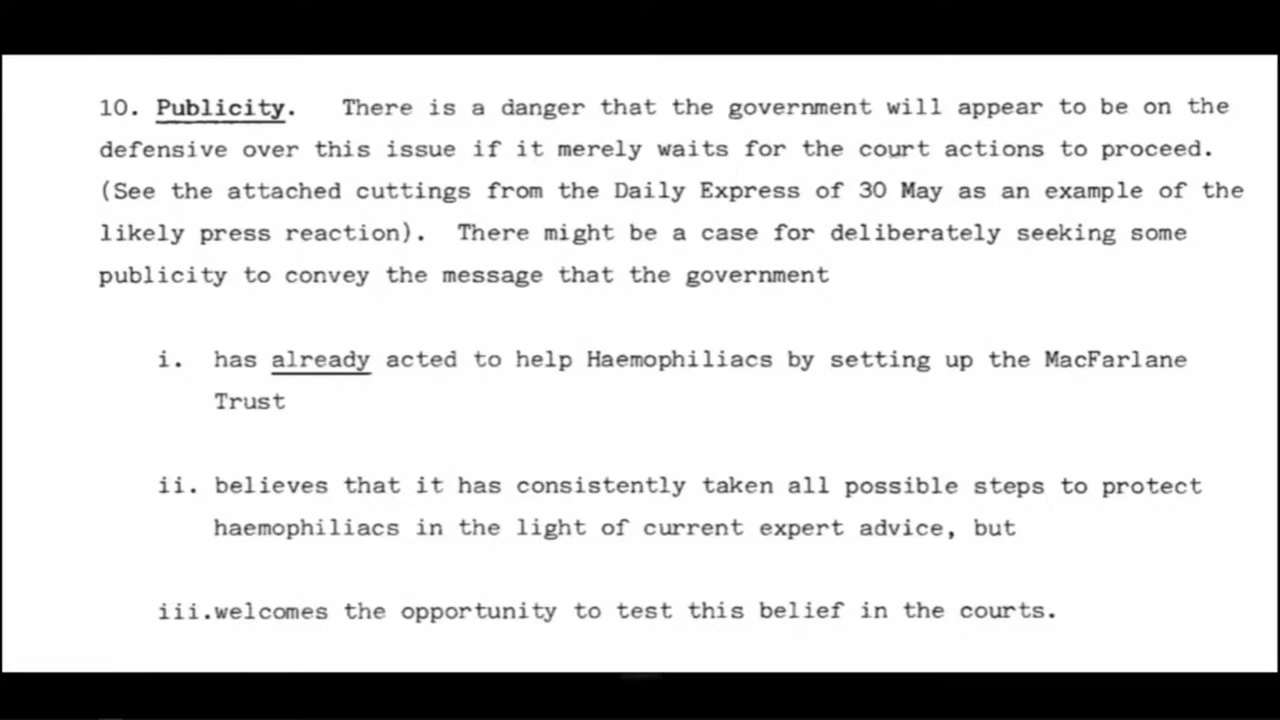 10. Publicity. There is a danger that the government will appear to be on the
defensive over this issue if it merely waits for the court actions to proceed.
(See the attached cuttings from the Daily Express of 30 May as an example of the
likely press reaction). There might be a case for deliberately seeking some
publicity to convey the message that the government
i. has already acted to help Haemophiliacs by setting up the MacFarlane
Trust
ii. believes that it has consistently taken all possible steps to protect
haemophiliacs in the light of current expert advice, but
iii.welcomes the opportunity to test this belief in the courts.